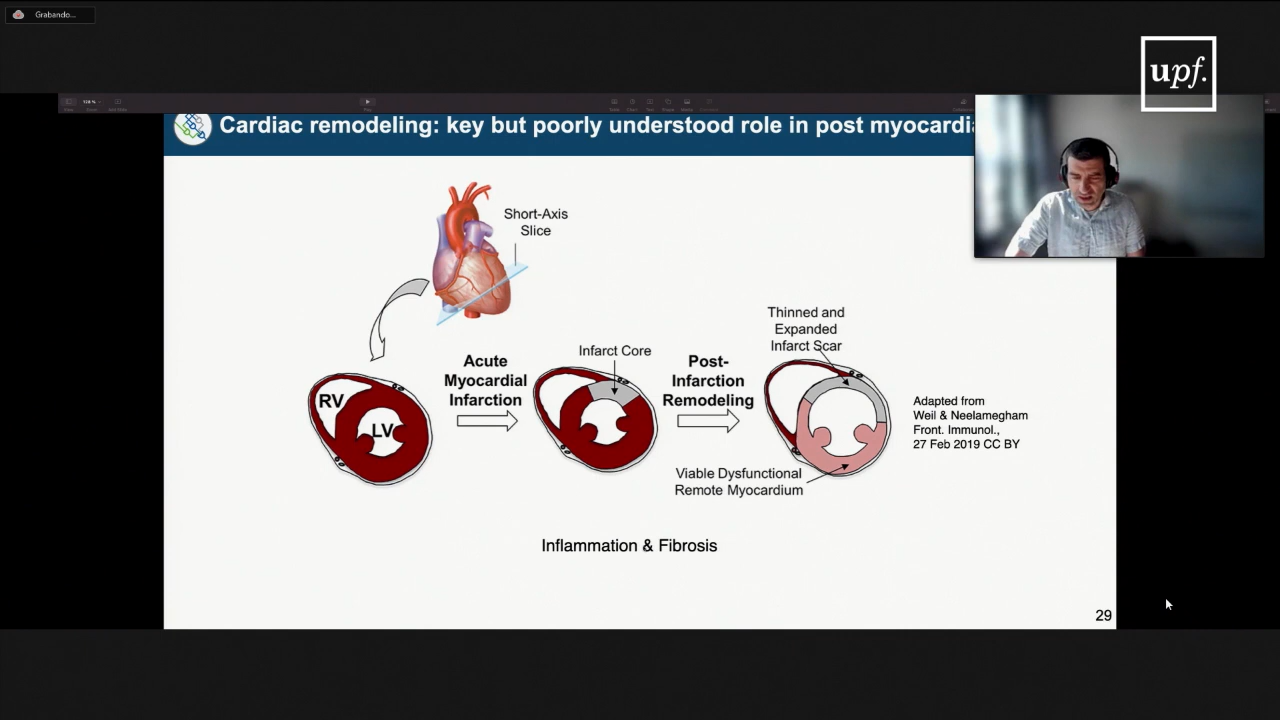 Grabando...
upf.
128 %
Cardiac remodeling: key but poorly understood role in post myocardia
Short-Axis
Slice
Thinned and
Expanded
Infarct Scar
Infarct Core
Acute
Myocardial
Infarction
Post-
Infarction
Remodeling
RV
LV
Adapted from
Weil & Neelamegham
Front. Immunol.,
27 Feb 2019 CC BY
Viable Dysfunctional
Remote Myocardium
Inflammation & Fibrosis
29